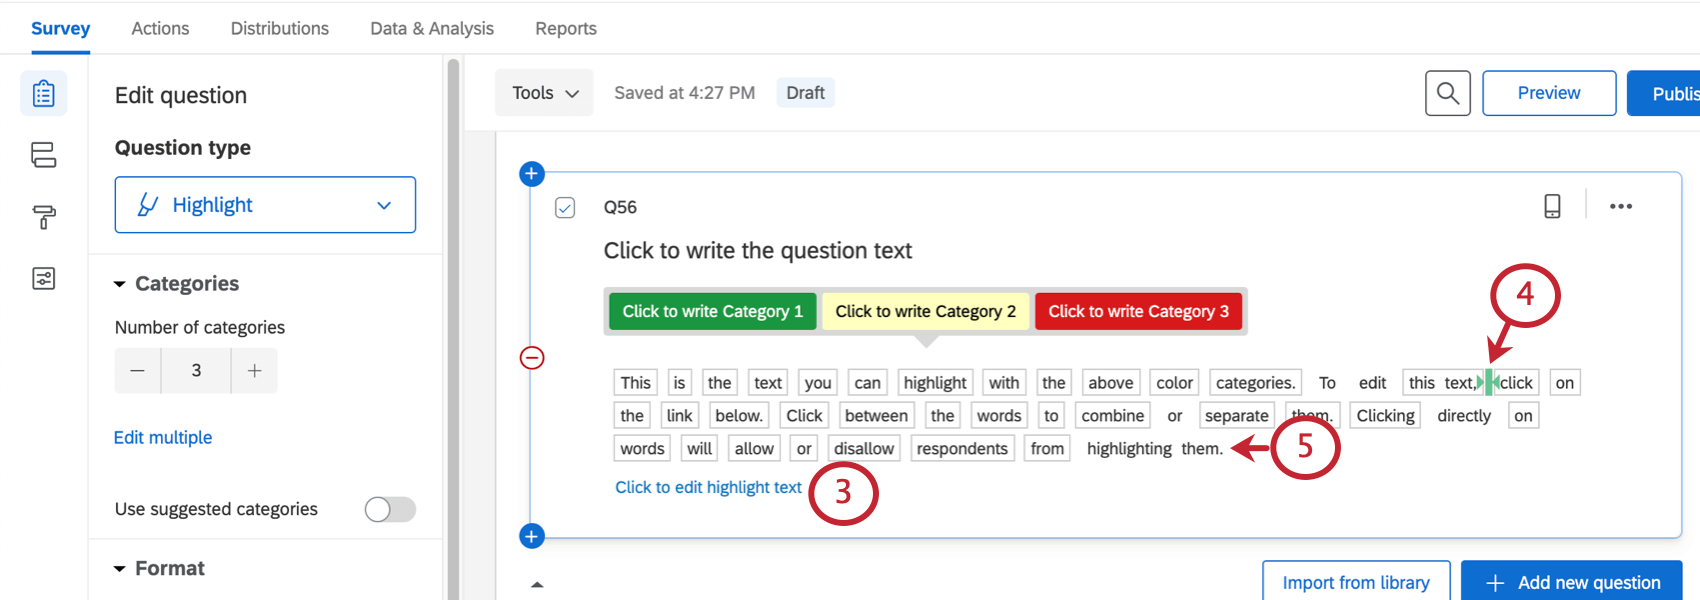 Survey Actions Distributions Data & Analysis Reports
Edit question
Question type
Highlight
Categories
Number of categories
3
Edit multiple
Use suggested categories
Format
Tools Saved at 4:27 PM Draft Preview Publis
Q56
Click to write the question text
Click to write Category 1 Click to write Category 2 Click to write Category 3
4
This is the text you can highlight with the above color categories. To edit this text, click on
the link below. Click between the words to combine or separate them. Clicking directly on
words will allow or disallow respondents from highlighting them.
5
Click to edit highlight text
3
Import from library + Add new question